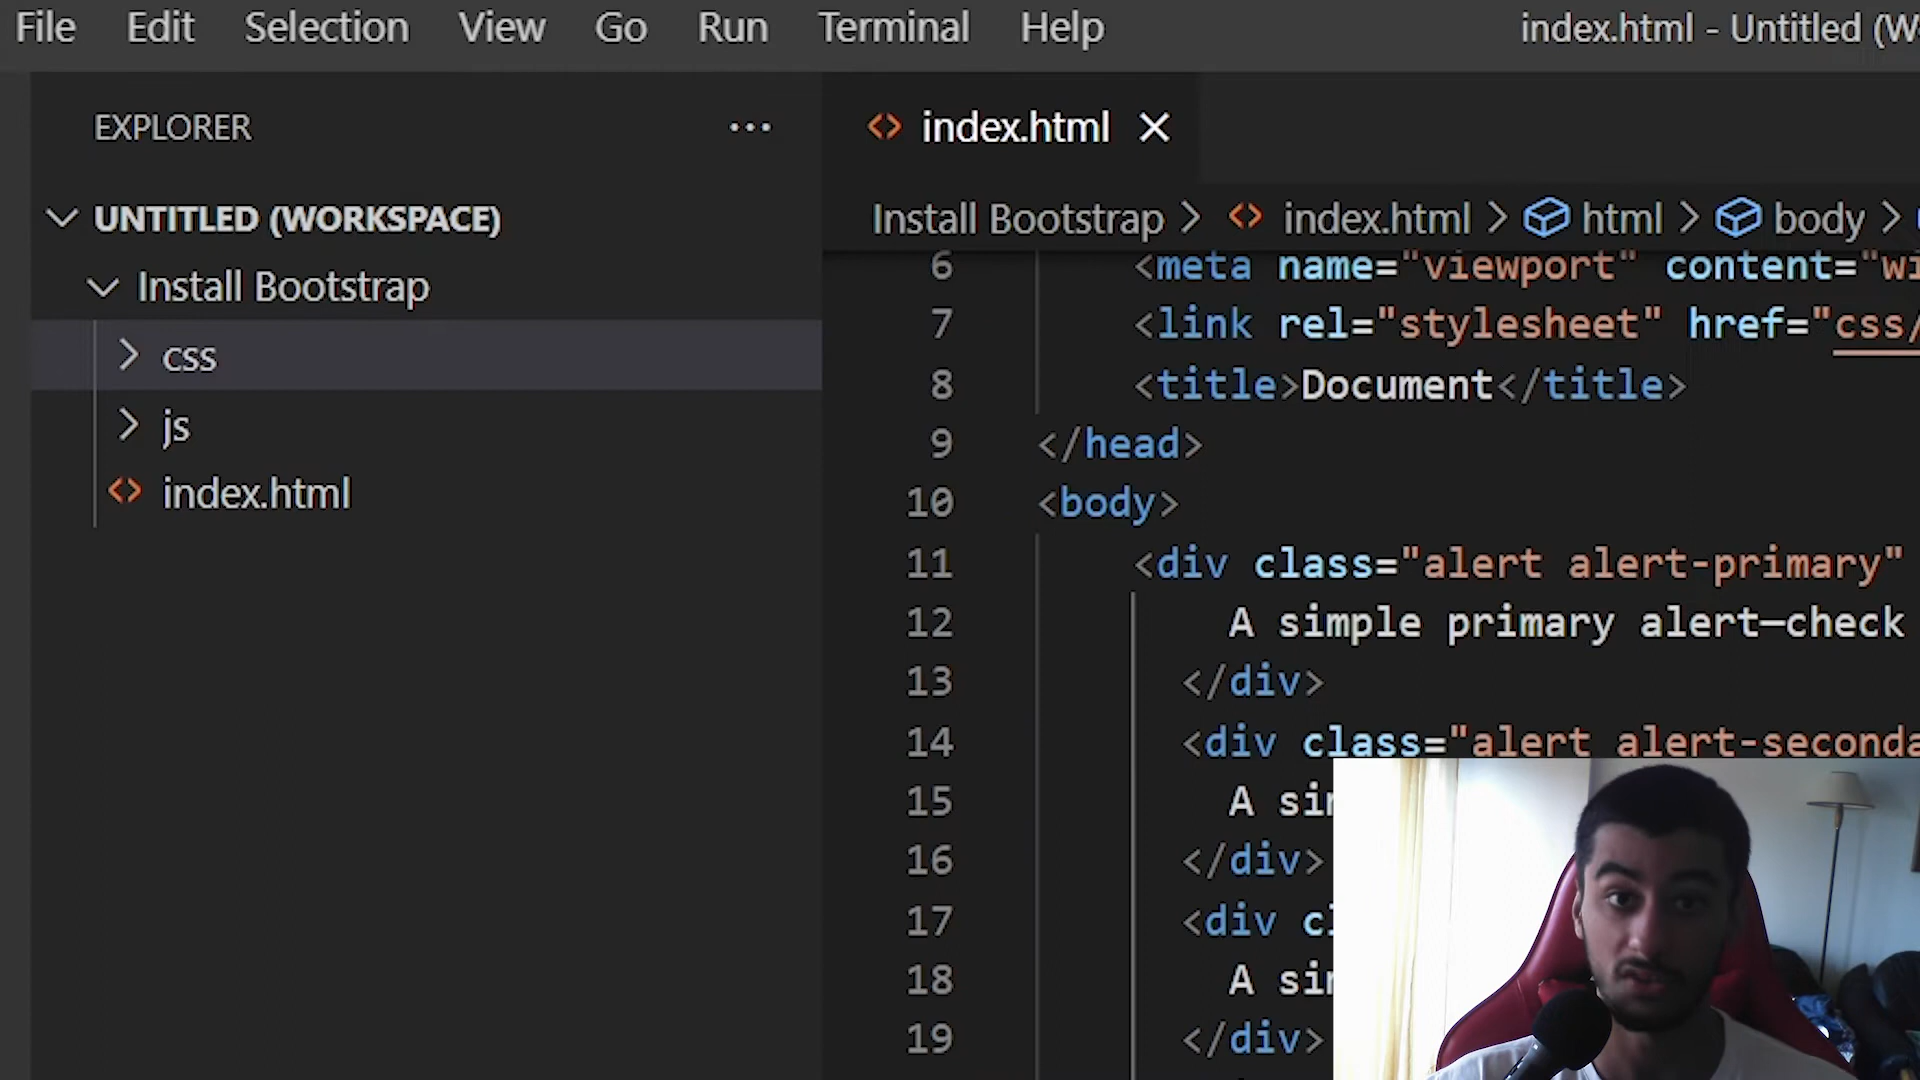 File Edit Selection View Go Run Terminal Help index.html - Untitled (W
EXPLORER
UNTITLED (WORKSPACE)
Install Bootstrap
css
js
index.html
index.html
Install Bootstrap > index.html > html > body >
6 <meta name="viewport" content="wi
7 <link rel="stylesheet" href="css/
8 <title>Document</title>
9 </head>
10 <body>
11 <div class="alert alert-primary"
12 A simple primary alert—check
13 </div>
14 <div class="alert alert-seconda
15 A sim
16 </div>
17 <div cl
18 A sim
19 </div>